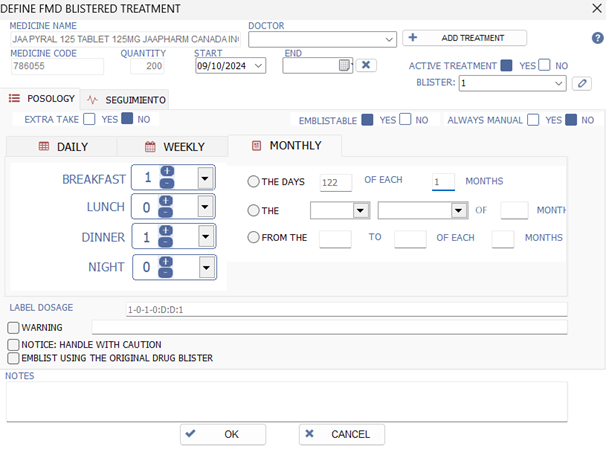 DEFINE FMD BLISTERED TREATMENT
MEDICINE NAME DOCTOR
JAA PYRAL 125 TABLET 125MG JAAPHARM CANADA IN ADD TREATMENT
MEDICINE CODE QUANTITY START END
786055 200 09/10/2024 ACTIVE TREATMENT YES NO
BLISTER: 1
POSOLOGY SEGUIMIENTO
EXTRA TAKE YES NO EMBLISTABLE YES NO ALWAYS MANUAL YES NO
DAILY WEEKLY MONTHLY
BREAKFAST 1 THE DAYS 122 OF EACH 1 MONTHS
LUNCH 0 THE OF MONTH
DINNER 1 FROM THE TO OF EACH MONTHS
NIGHT 0
LABEL DOSAGE 1-0-1-0:D:D:1
WARNING
NOTICE: HANDLE WITH CAUTION
EMBLIST USING THE ORIGINAL DRUG BLISTER
NOTES
OK CANCEL